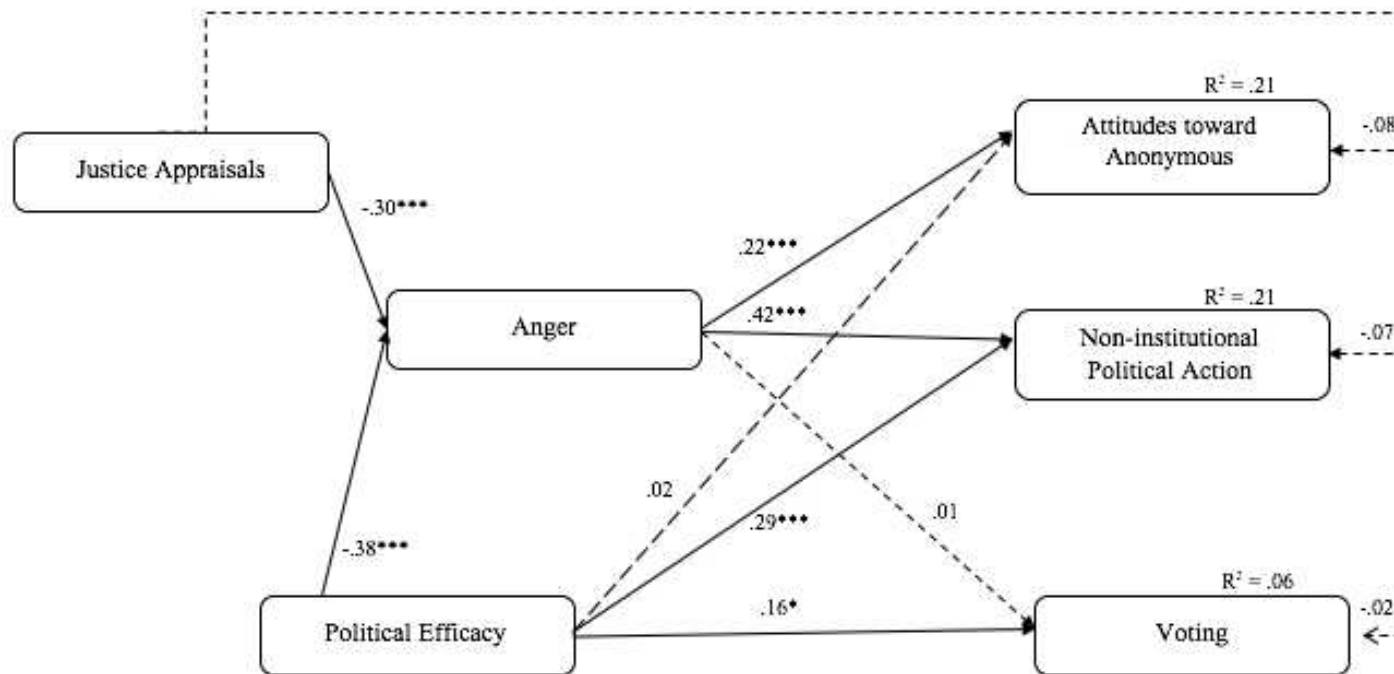 R² = .21
Attitudes toward
Anonymous
-.08
Justice Appraisals
-.30***
.22***
R² = .21
Anger
.42***
Non-institutional
Political Action
-.07
.02
.01
.29***
-.38***
R² = .06
.16*
-.02
Political Efficacy
Voting